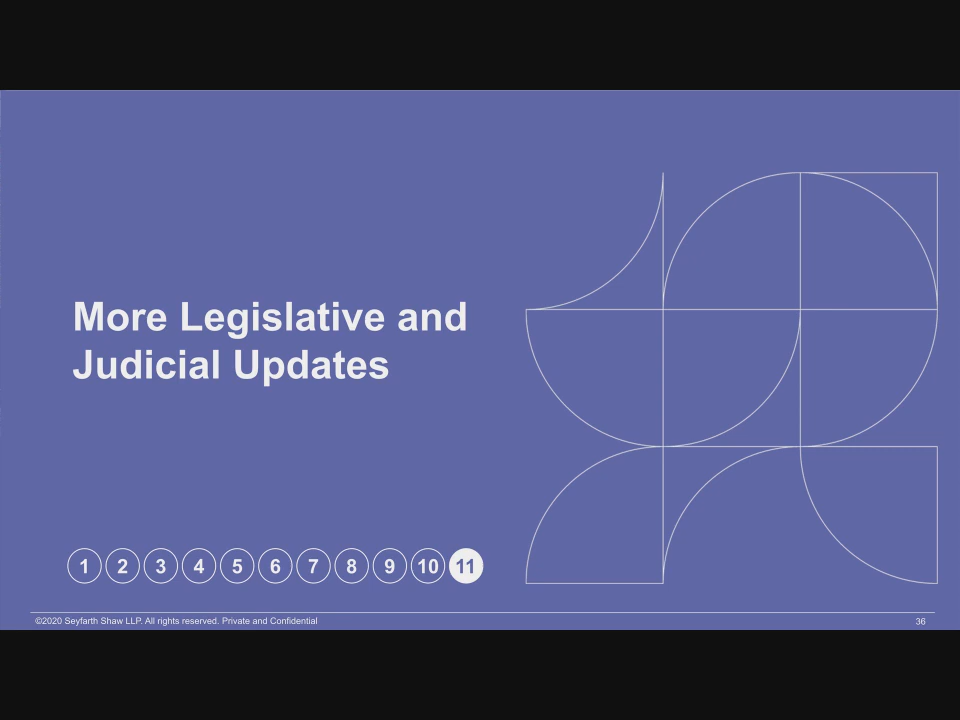 More Legislative and
Judicial Updates
1 2 3 4 5 6 7 8 9 10 11
©2020 Seyfarth Shaw LLP. All rights reserved. Private and Confidential
36